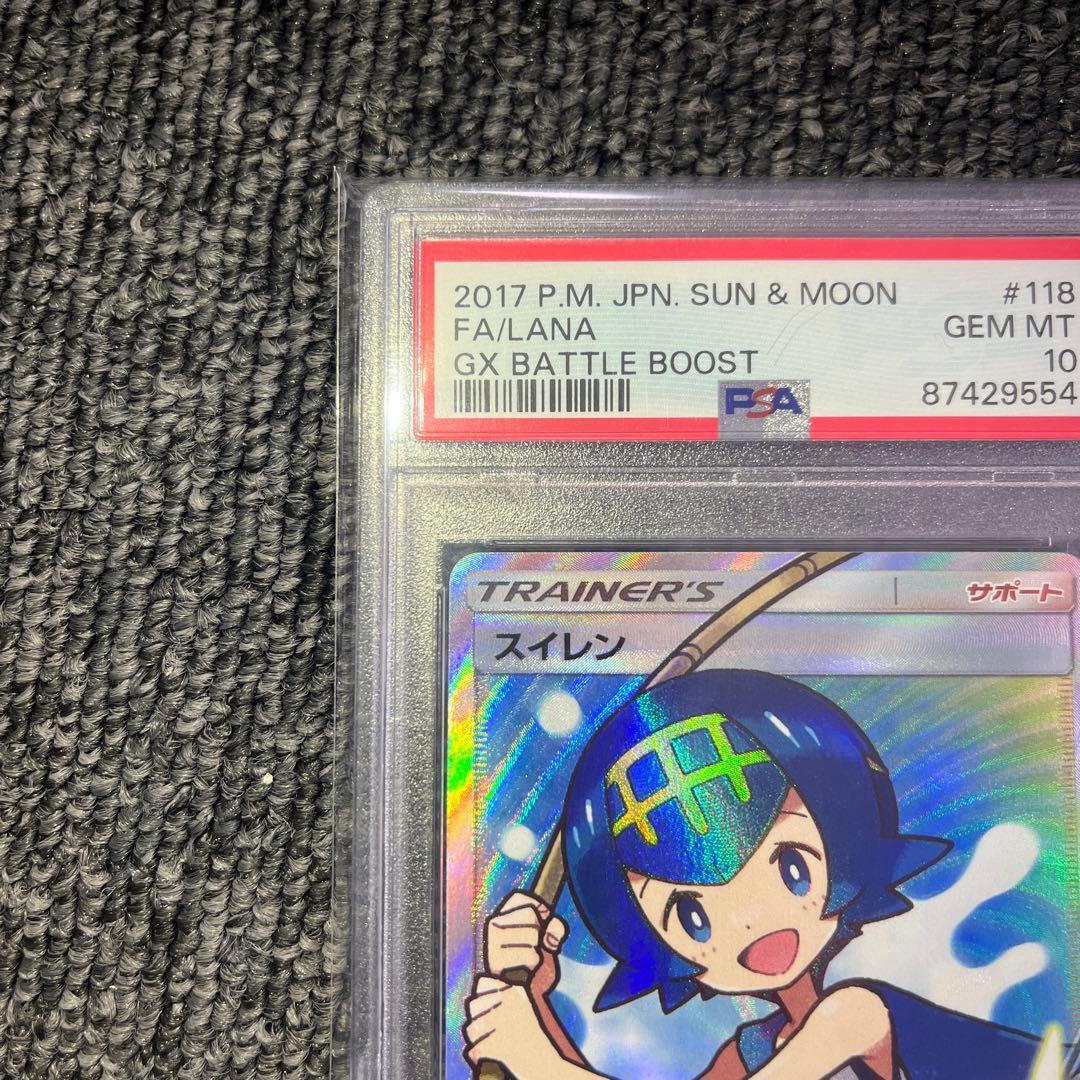 2017 P.M. JPN. SUN & MOON #118
FA/LANA GEM MT
GX BATTLE BOOST 10
PSA 87429554
TRAINER'S サポート
スイレン